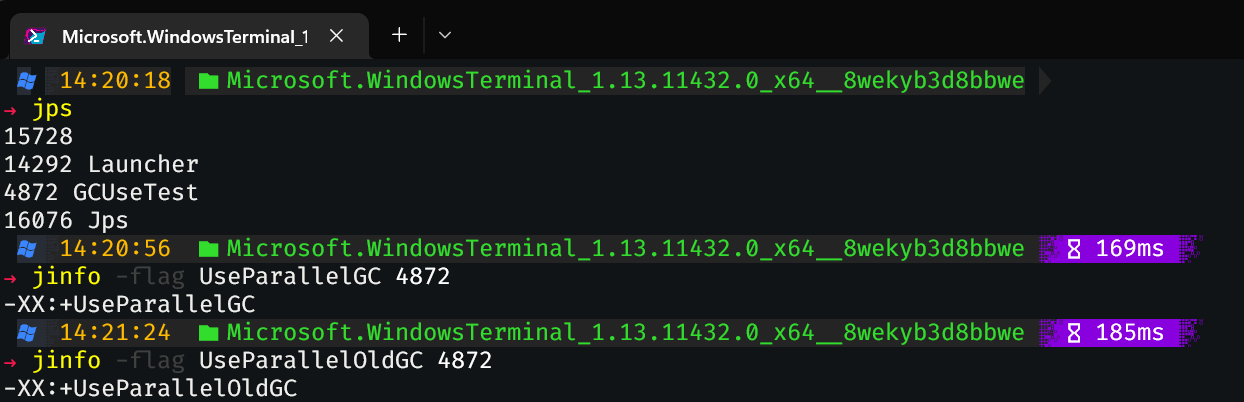 Microsoft.WindowsTerminal_1
14:20:18 Microsoft.WindowsTerminal_1.13.11432.0_x64__8wekyb3d8bbwe
→ jps
15728
14292 Launcher
4872 GCUseTest
16076 Jps
14:20:56 Microsoft.WindowsTerminal_1.13.11432.0_x64__8wekyb3d8bbwe 169ms
→ jinfo -flag UseParallelGC 4872
-XX:+UseParallelGC
14:21:24 Microsoft.WindowsTerminal_1.13.11432.0_x64__8wekyb3d8bbwe 185ms
→ jinfo -flag UseParallelOldGC 4872
-XX:+UseParallelOldGC